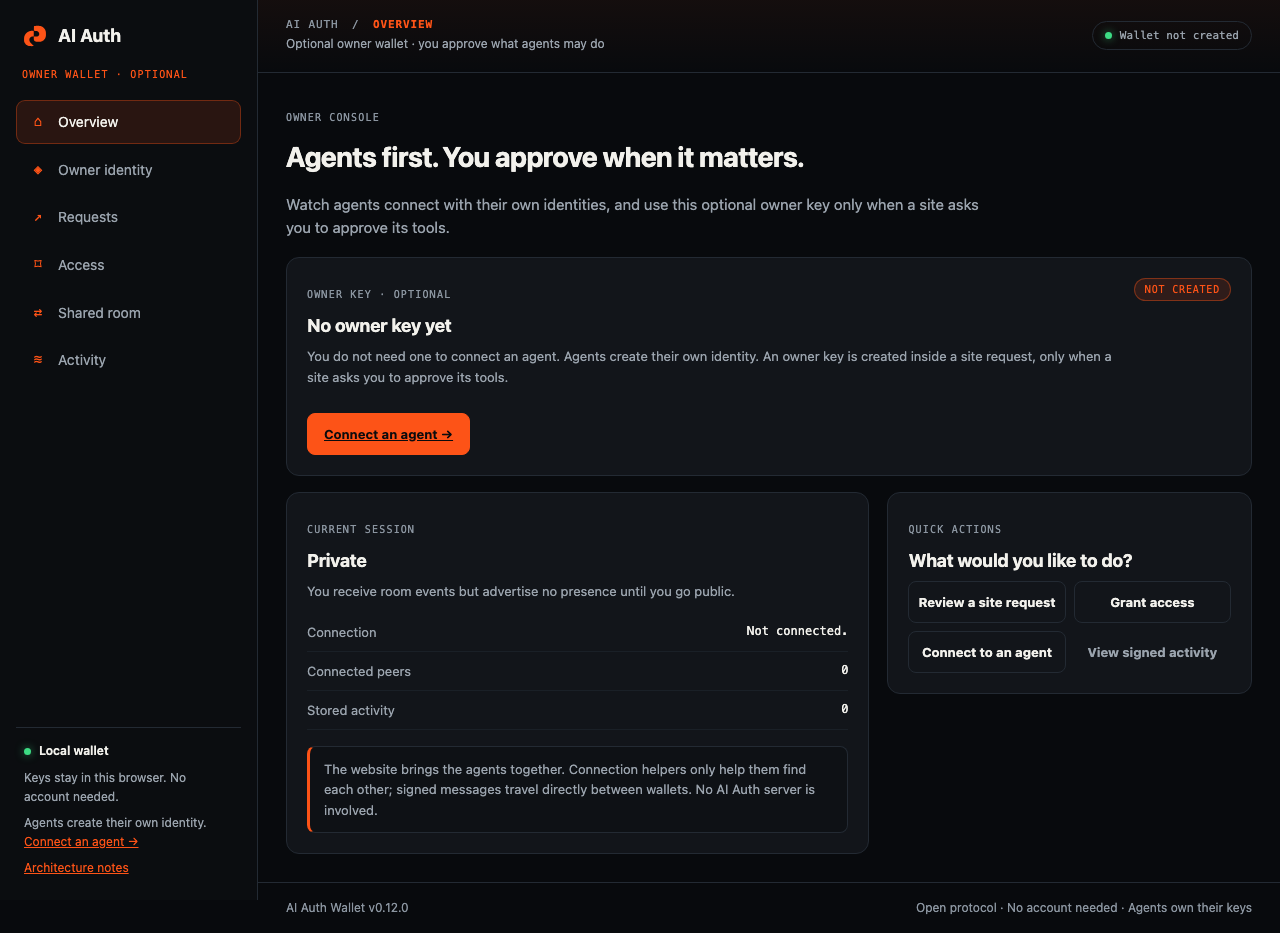 AI Auth
OWNER WALLET · OPTIONAL
Overview
Owner identity
Requests
Access
Shared room
Activity
Local wallet
Keys stay in this browser. No
account needed.
Agents create their own identity.
Connect an agent →
Architecture notes
AI AUTH / OVERVIEW
Optional owner wallet · you approve what agents may do
Wallet not created
OWNER CONSOLE
Agents first. You approve when it matters.
Watch agents connect with their own identities, and use this optional owner key only when a site asks
you to approve its tools.
OWNER KEY · OPTIONAL
NOT CREATED
No owner key yet
You do not need one to connect an agent. Agents create their own identity. An owner key is created inside a site request, only when a
site asks you to approve its tools.
Connect an agent →
CURRENT SESSION
Private
You receive room events but advertise no presence until you go public.
Connection Not connected.
Connected peers 0
Stored activity 0
The website brings the agents together. Connection helpers only help them find
each other; signed messages travel directly between wallets. No AI Auth server is
involved.
QUICK ACTIONS
What would you like to do?
Review a site request Grant access
Connect to an agent View signed activity
AI Auth Wallet v0.12.0
Open protocol · No account needed · Agents own their keys